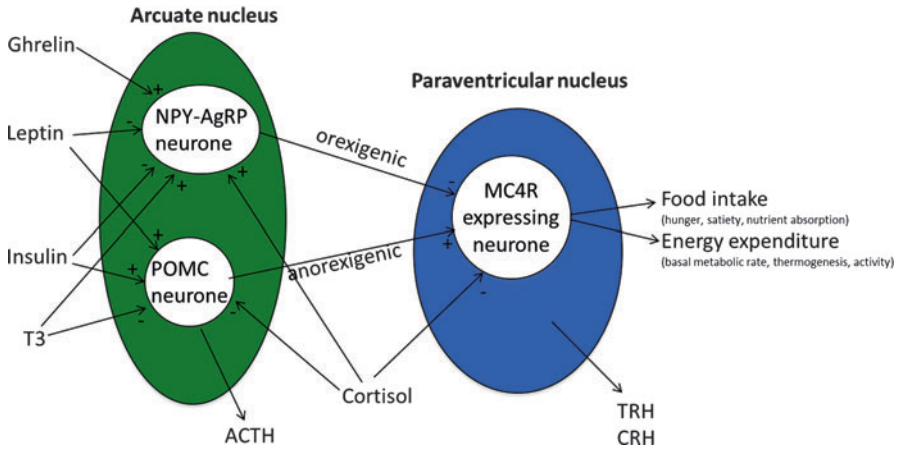 Arcuate nucleus
Ghrelin
+
NPY-AgRP
neurone
Leptin
-
-
+
+
orexigenic
Paraventricular nucleus
-
MC4R
expressing
neurone
+
-
Food intake
(hunger, satiety, nutrient absorption)
Energy expenditure
(basal metabolic rate, thermogenesis, activity)
Insulin
+
+
POMC
neurone
-
-
anorexigenic
T3
Cortisol
ACTH
TRH
CRH